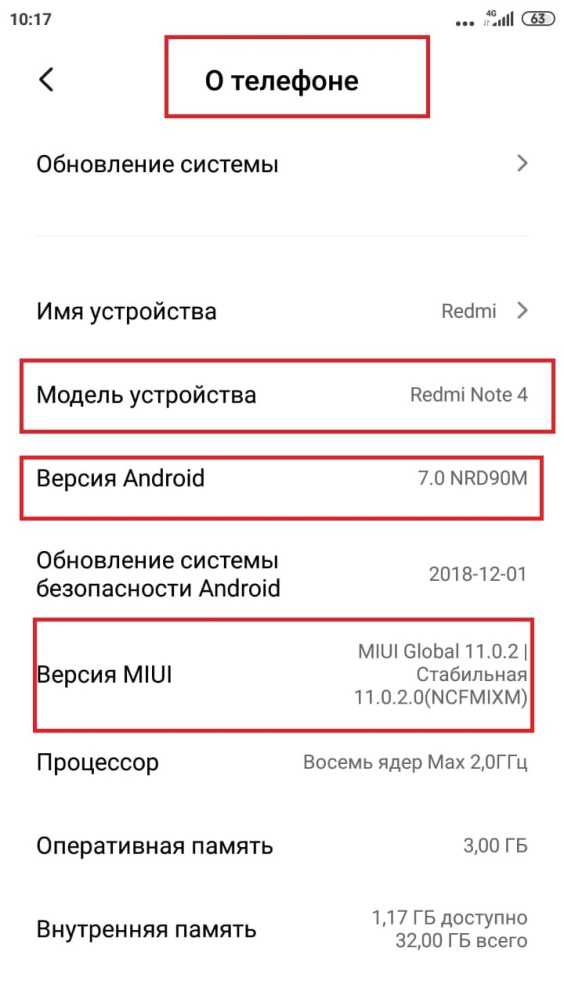 10:17
4G
63
О телефоне
Обновление системы
Имя устройства Redmi
Модель устройства Redmi Note 4
Версия Android 7.0 NRD90M
Обновление системы
безопасности Android 2018-12-01
Версия MIUI MIUI Global 11.0.2 |
Стабильная
11.0.2.0(NCFMIXM)
Процессор Восемь ядер Max 2,0ГГц
Оперативная память 3,00 ГБ
Внутренняя память 1,17 ГБ доступно
32,00 ГБ всего